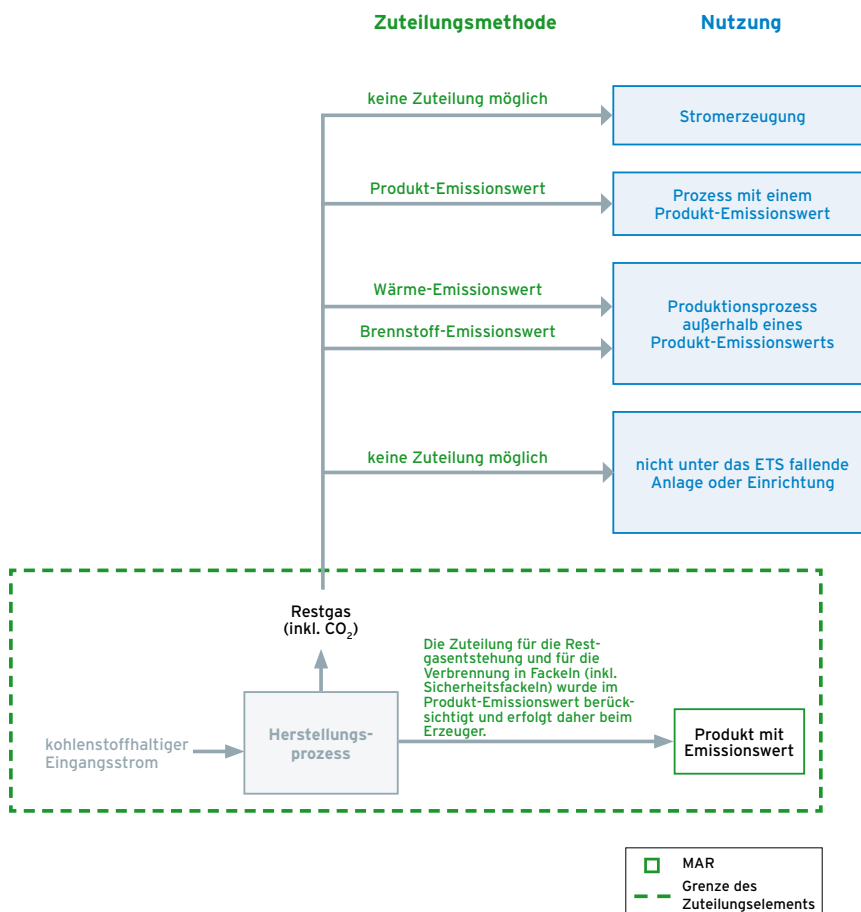 Zuteilungsmethode
Nutzung
keine Zuteilung möglich
Stromerzeugung
Produkt-Emissionswert
Prozess mit einem
Produkt-Emissionswert
Wärme-Emissionswert
Brennstoff-Emissionswert
Produktionsprozess
außerhalb eines
Produkt-Emissionswerts
keine Zuteilung möglich
nicht unter das ETS fallende
Anlage oder Einrichtung
Restgas
(inkl. CO₂)
Die Zuteilung für die Rest-
gasentstehung und für die
Verbrennung in Fackeln (inkl.
Sicherheitsfackeln) wurde im
Produkt-Emissionswert berück-
sichtigt und erfolgt daher beim
Erzeuger.
kohlenstoffhaltiger
Eingangsstrom
Herstellungs-
prozess
Produkt mit
Emissionswert
MAR
Grenze des
Zuteilungselements